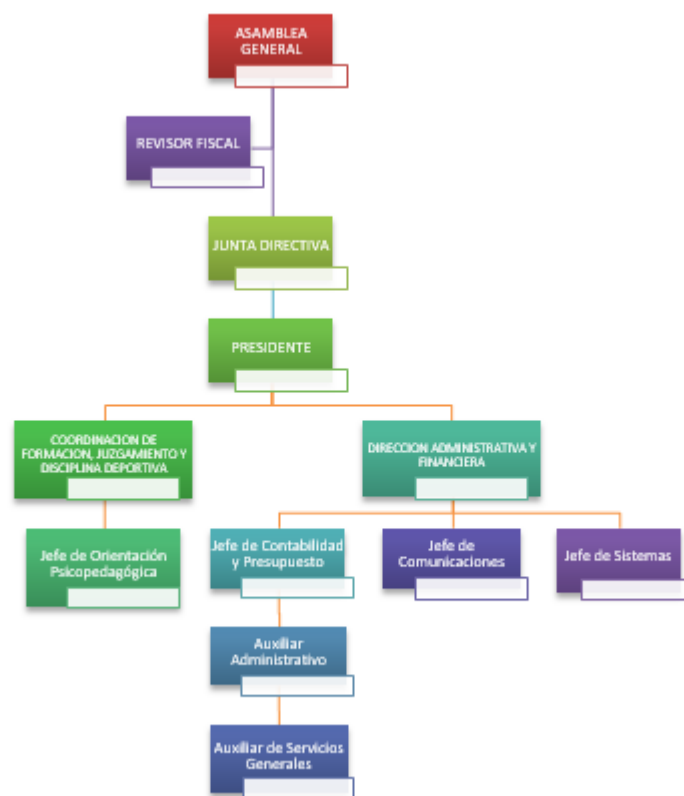 ASAMBLEA
GENERAL
REVISOR FISCAL
JUNTA DIRECTIVA
PRESIDENTE
COORDINACION DE
FORMACION, JUZGAMIENTO Y
DISCIPLINA DEPORTIVA
DIRECCION ADMINISTRATIVA Y
FINANCIERA
Jefe de Orientación
Psicopedagógica
Jefe de Contabilidad
y Presupuesto
Jefe de
Comunicaciones
Jefe de Sistemas
Auxiliar
Administrativo
Auxiliar de Servicios
Generales